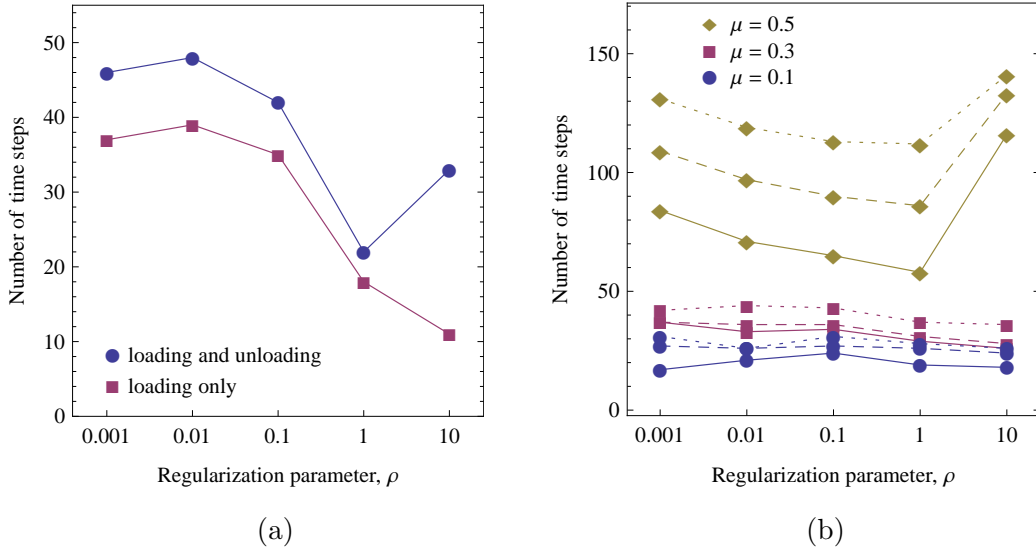 50
40
30
20
10
0
Number of time steps
loading and unloading
loading only
0.001 0.01 0.1 1 10
Regularization parameter, ρ
(a)
150
100
50
0
Number of time steps
μ = 0.5
μ = 0.3
μ = 0.1
0.001 0.01 0.1 1 10
Regularization parameter, ρ
(b)